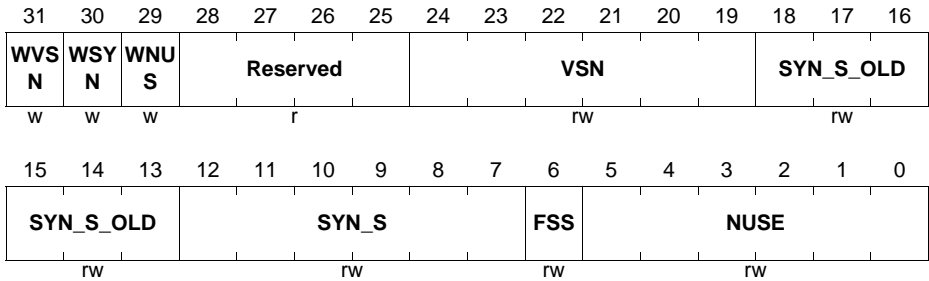 31 30 29 28 27 26 25 24 23 22 21 20 19 18 17 16
WVS WSY WNU Reserved VSN SYN_S_OLD
N N S
w w w r rw rw
15 14 13 12 11 10 9 8 7 6 5 4 3 2 1 0
SYN_S_OLD SYN_S FSS NUSE
rw rw rw rw